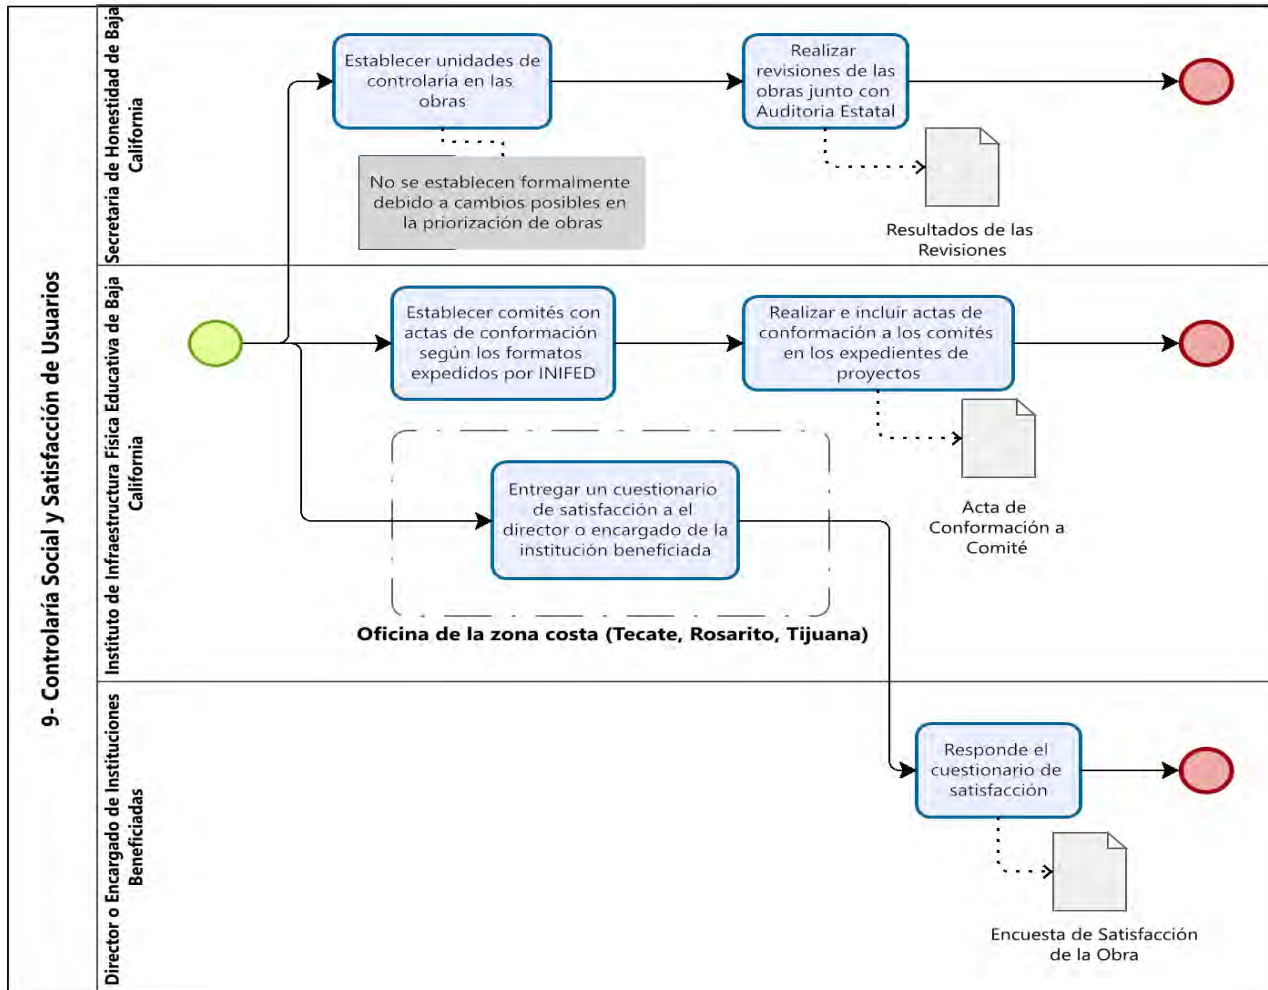 9- Controlaría Social y Satisfacción de Usuarios
Secretaria de Honestidad de Baja
California
Establecer unidades de
controlaría en las
obras
Realizar
revisiones de las
obras junto con
Auditoria Estatal
No se establecen formalmente
debido a cambios posibles en
la priorización de obras
Resultados de las
Revisiones
Instituto de Infraestructura Física Educativa de Baja
California
Establecer comités con
actas de conformación
según los formatos
expedidos por INIFED
Realizar e incluir actas de
conformación a los comités
en los expedientes de
proyectos
Acta de
Conformación a
Comité
Entregar un cuestionario
de satisfacción a el
director o encargado de la
institución beneficiada
Oficina de la zona costa (Tecate, Rosarito, Tijuana)
Director o Encargado de Instituciones
Beneficiadas
Responde el
cuestionario de
satisfacción
Encuesta de Satisfacción
de la Obra